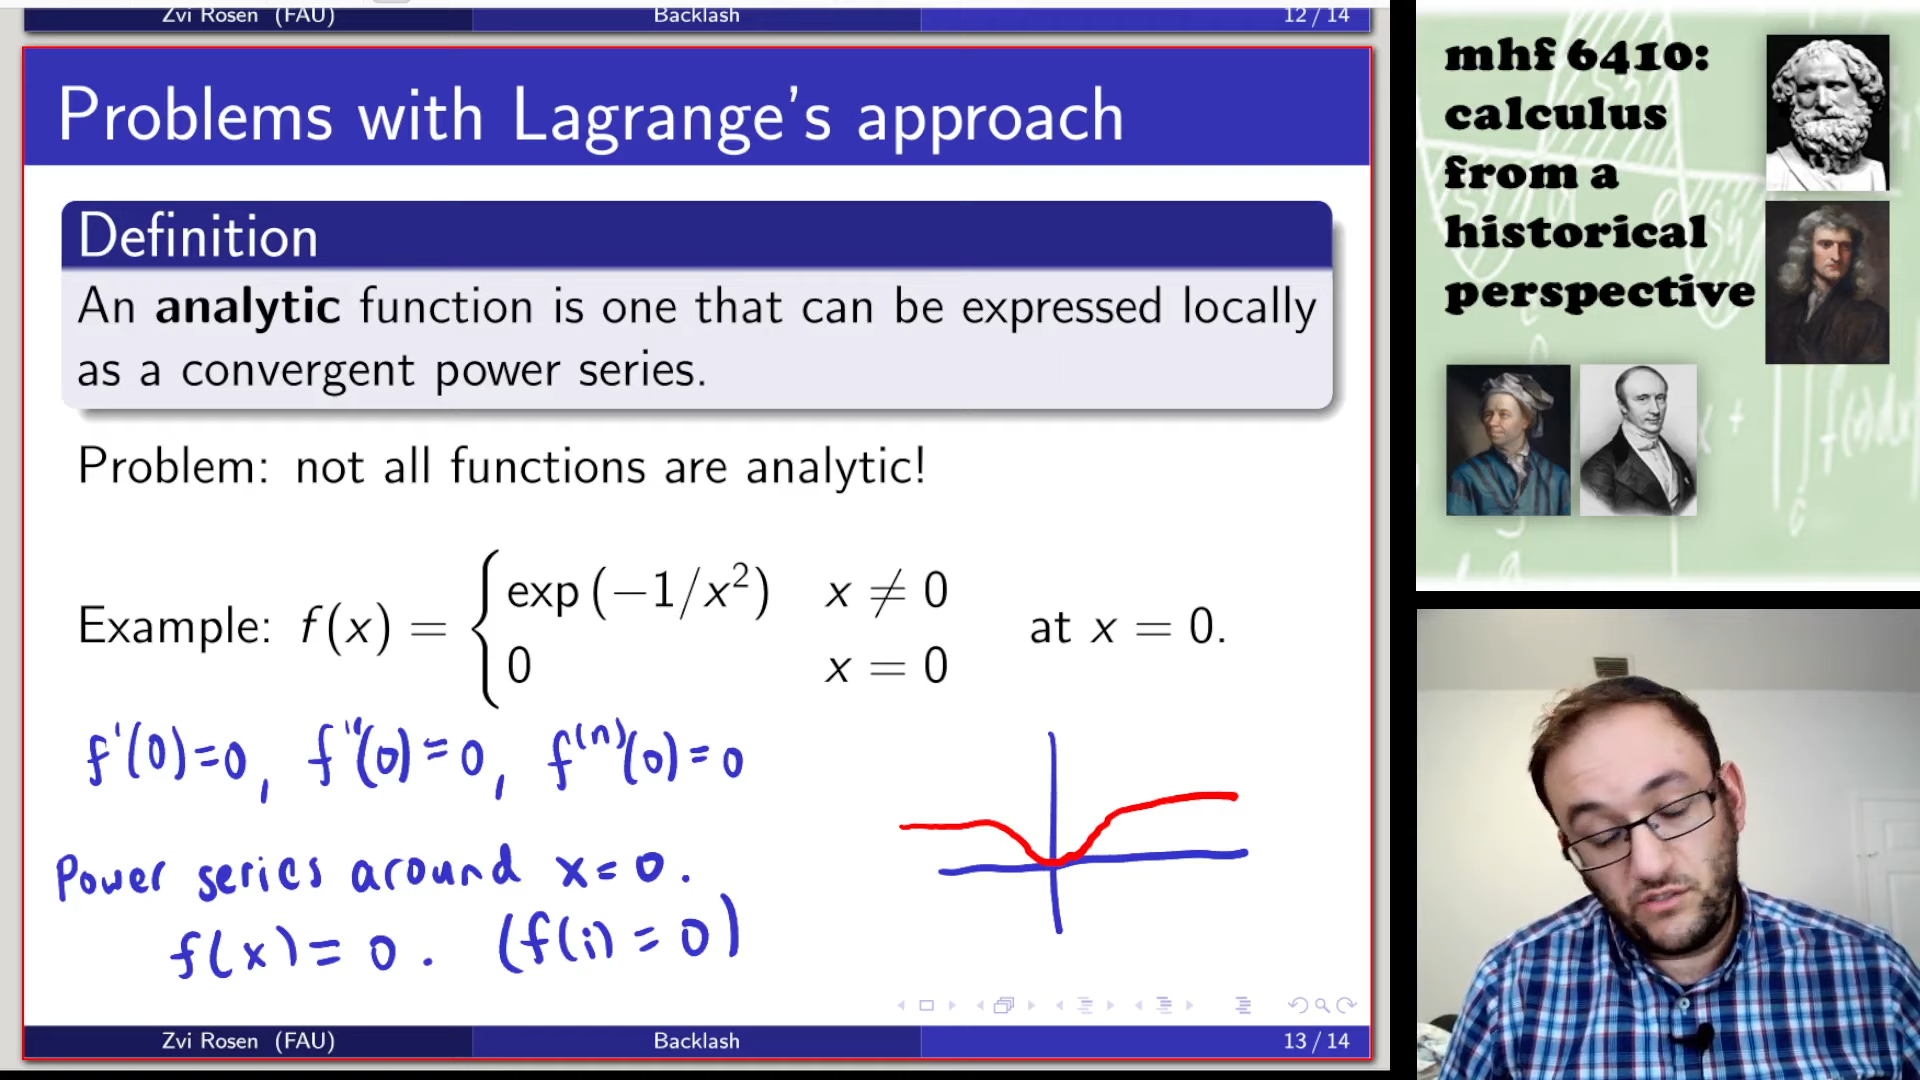 Zvi Rosen (FAU) Backlash 12 / 14
Problems with Lagrange's approach
Definition
An analytic function is one that can be expressed locally
as a convergent power series.
Problem: not all functions are analytic!
Example: f(x) = { exp (−1/x²) x ≠ 0
0 x = 0
at x = 0.
f'(0)=0, f''(0)=0, f⁽ⁿ⁾(0)=0
Power series around x=0.
f(x)=0. (f(i)=0)
Zvi Rosen (FAU) Backlash 13 / 14
mhf 6410:
calculus
from a
historical
perspective